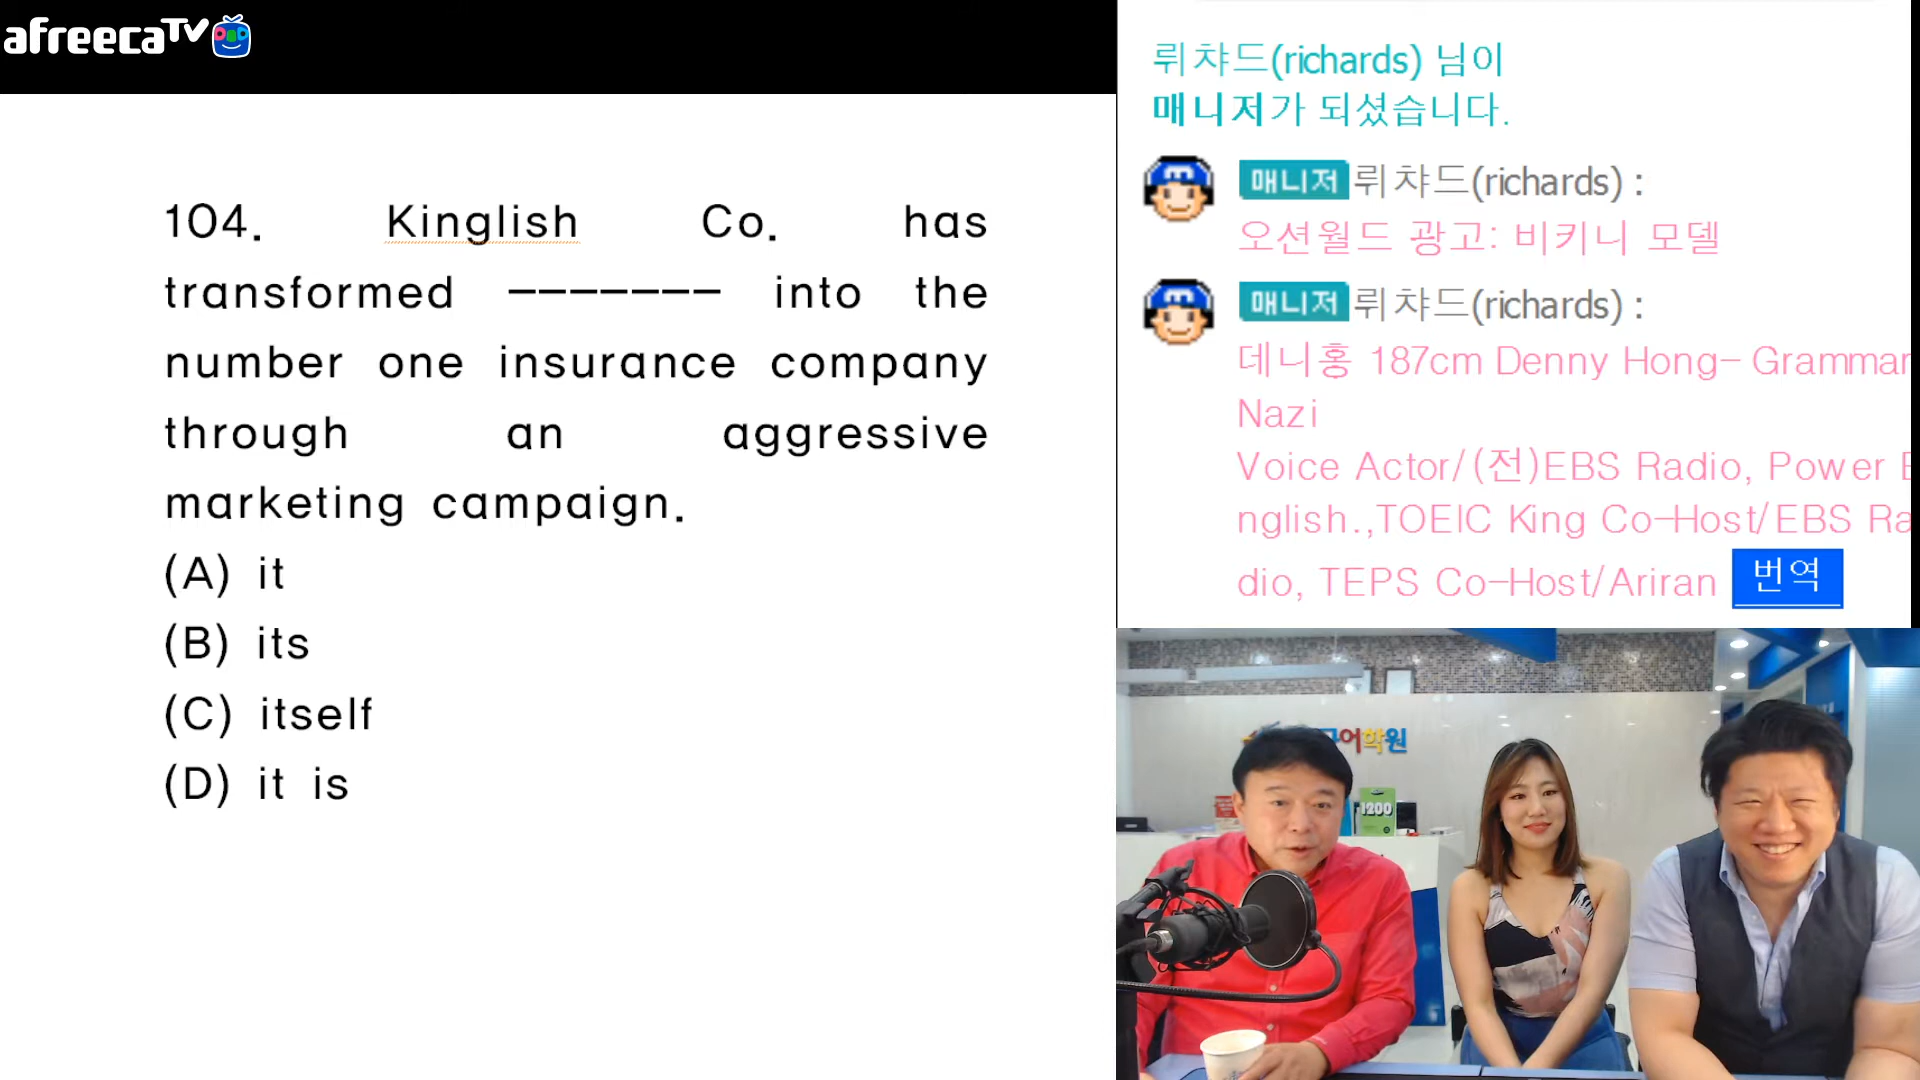 afreecaTV
104. Kinglish Co. has
transformed ------- into the
number one insurance company
through an aggressive
marketing campaign.
(A) it
(B) its
(C) itself
(D) it is
뤼챠드(richards) 님이
매니저가 되셨습니다.
매니저 뤼챠드(richards) :
오션월드 광고: 비키니 모델
매니저 뤼챠드(richards) :
데니홍 187cm Denny Hong- Grammar
Nazi
Voice Actor/(전)EBS Radio, Power E
nglish.,TOEIC King Co-Host/EBS Ra
dio, TEPS Co-Host/Ariran 번역
어학원
1200